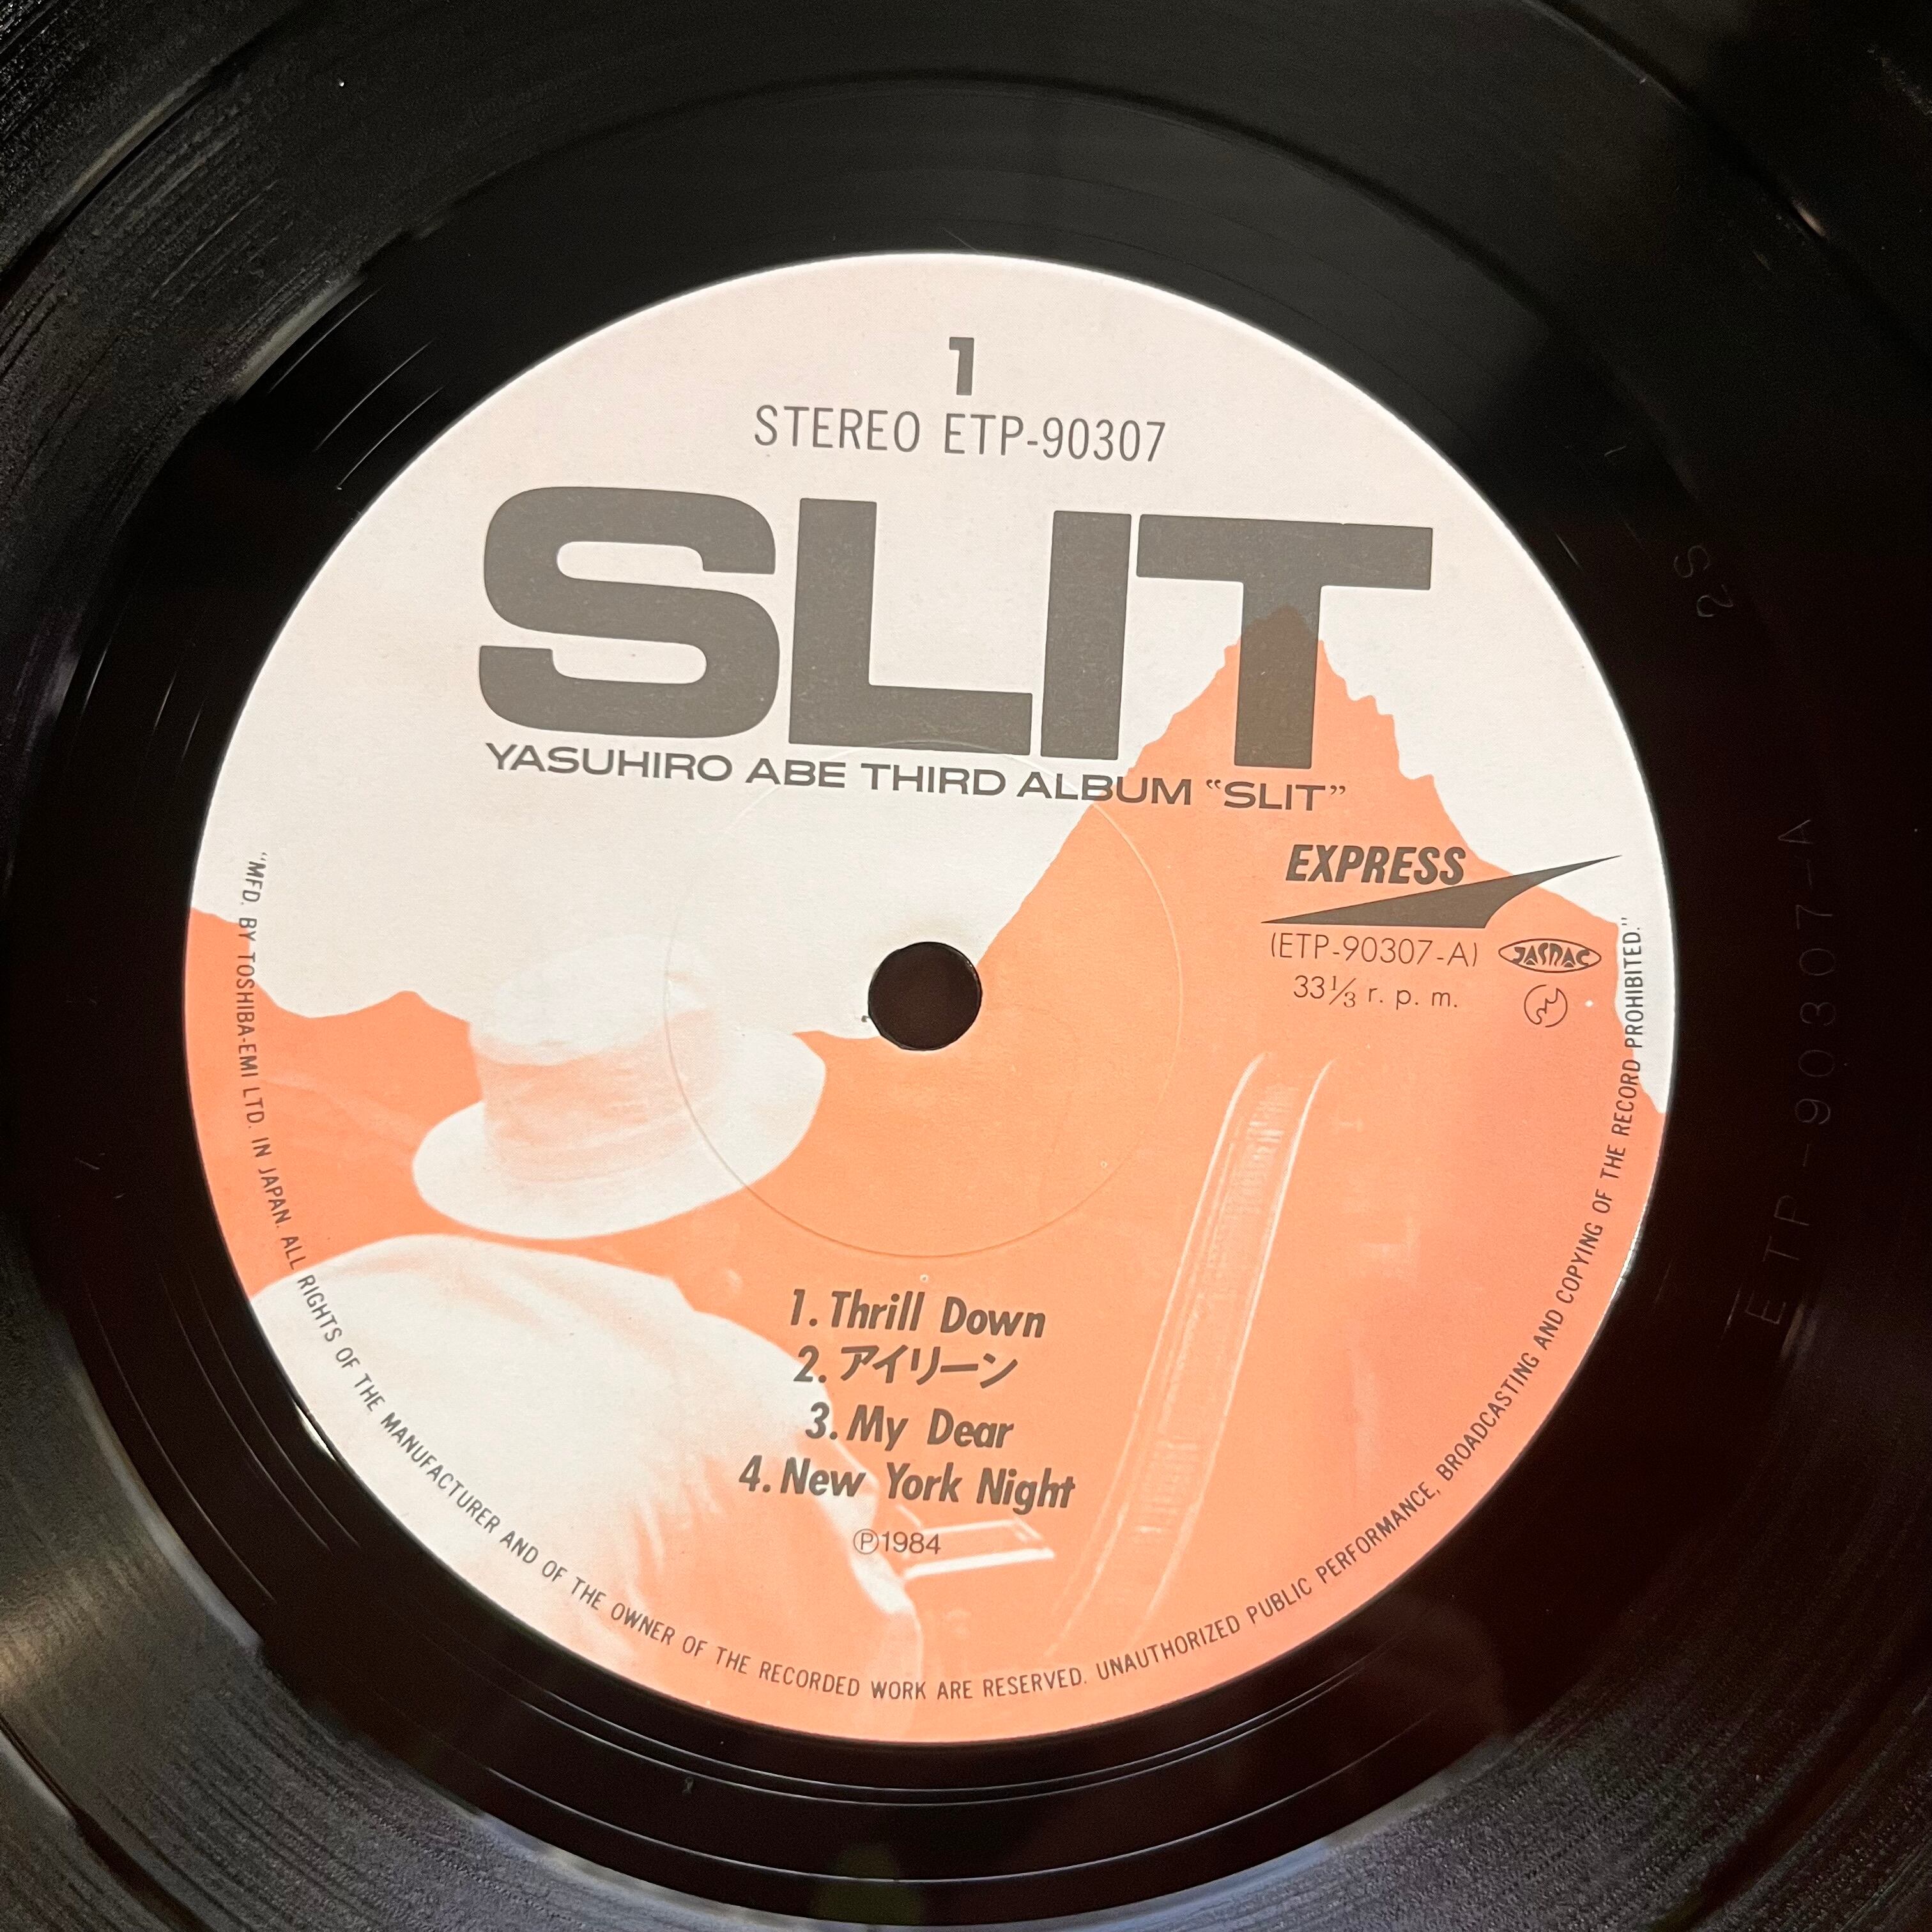 1
STEREO ETP-90307
SLIT
YASUHIRO ABE THIRD ALBUM “SLIT”
EXPRESS
(ETP-90307-A)
JASRAC
33⅓ r. p. m.
1. Thrill Down
2. アイリーン
3. My Dear
4. New York Night
Ⓟ1984
“MFD. BY TOSHIBA-EMI LTD. IN JAPAN. ALL RIGHTS OF THE MANUFACTURER AND OF THE OWNER OF THE RECORDED WORK ARE RESERVED. UNAUTHORIZED PUBLIC PERFORMANCE, BROADCASTING AND COPYING OF THE RECORD PROHIBITED.”
ETP-90307-A
2S